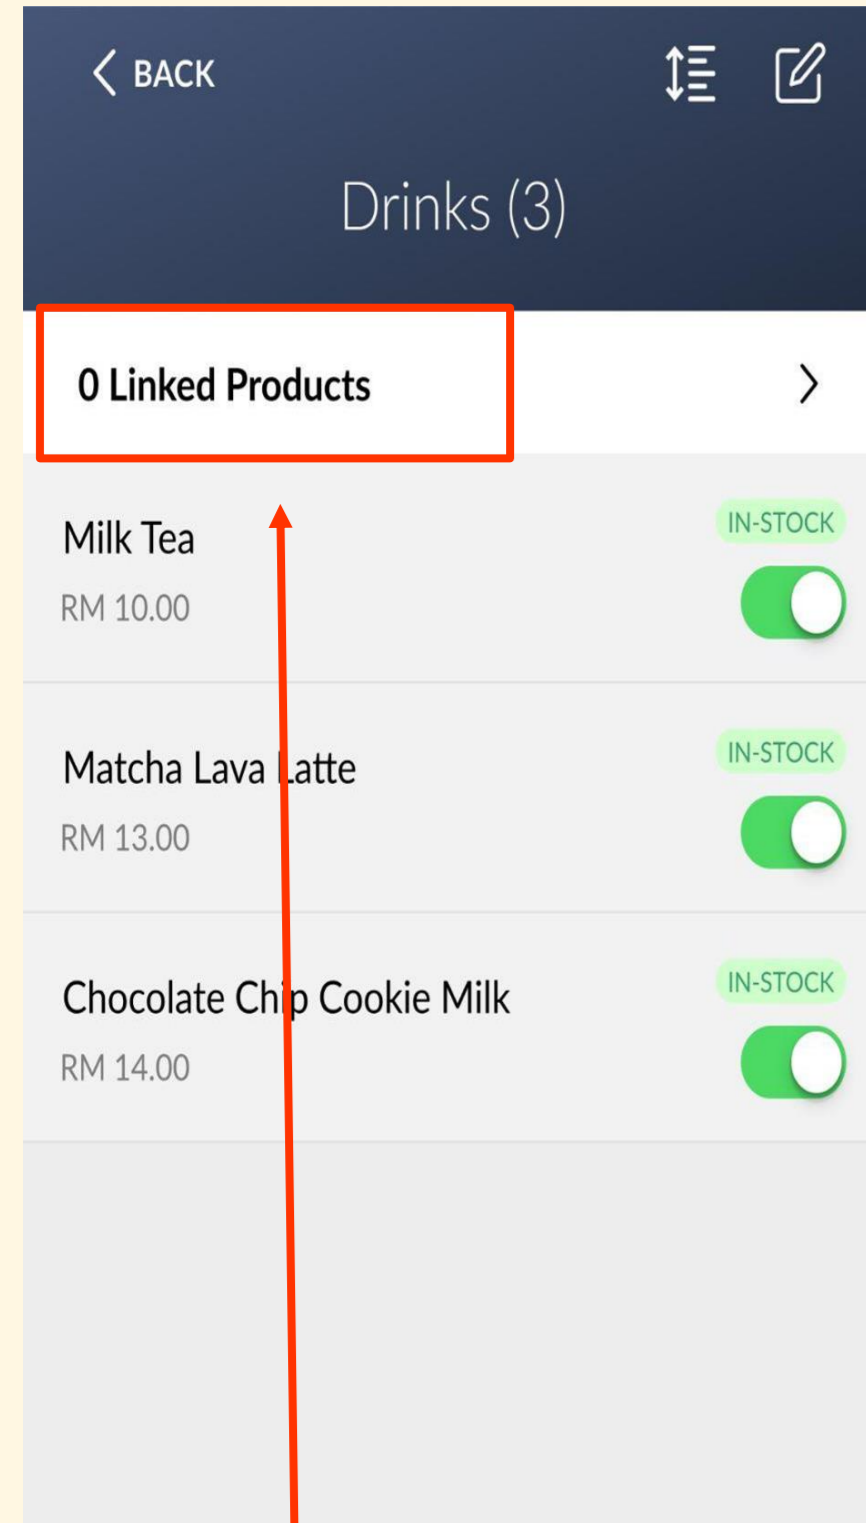 BACK
Drinks (3)
0 Linked Products
Milk Tea
IN-STOCK
RM 10.00
Matcha Lava Latte
IN-STOCK
RM 13.00
Chocolate Chip Cookie Milk
IN-STOCK
RM 14.00